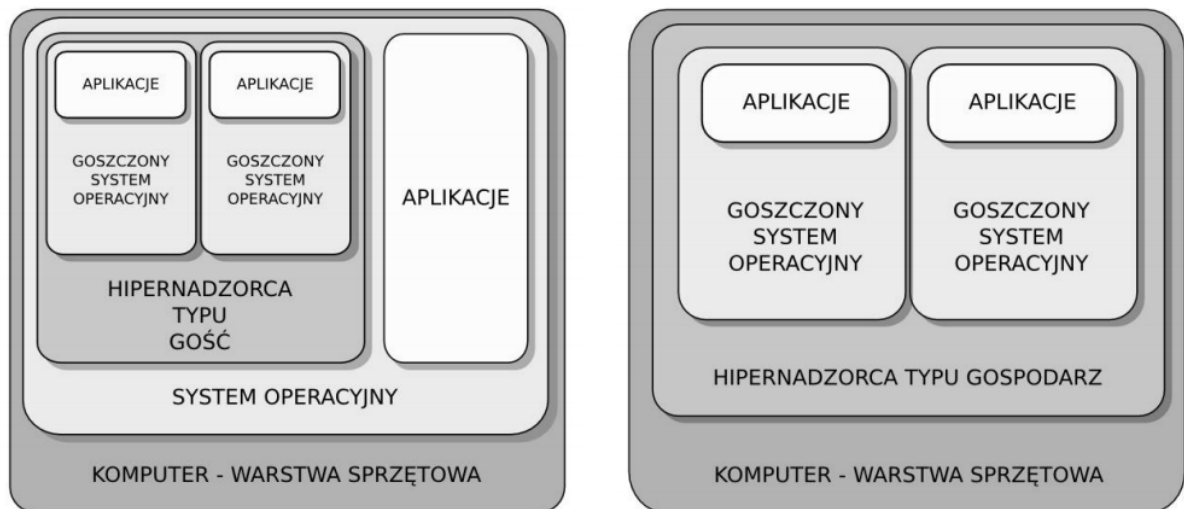 APLIKACJE
APLIKACJE
GOSZCZONY
SYSTEM
OPERACYJNY
GOSZCZONY
SYSTEM
OPERACYJNY
APLIKACJE
HIPERNADZORCA
TYPU
GOŚĆ
SYSTEM OPERACYJNY
KOMPUTER - WARSTWA SPRZĘTOWA
APLIKACJE
APLIKACJE
GOSZCZONY
SYSTEM
OPERACYJNY
GOSZCZONY
SYSTEM
OPERACYJNY
HIPERNADZORCA TYPU GOSPODARZ
KOMPUTER - WARSTWA SPRZĘTOWA